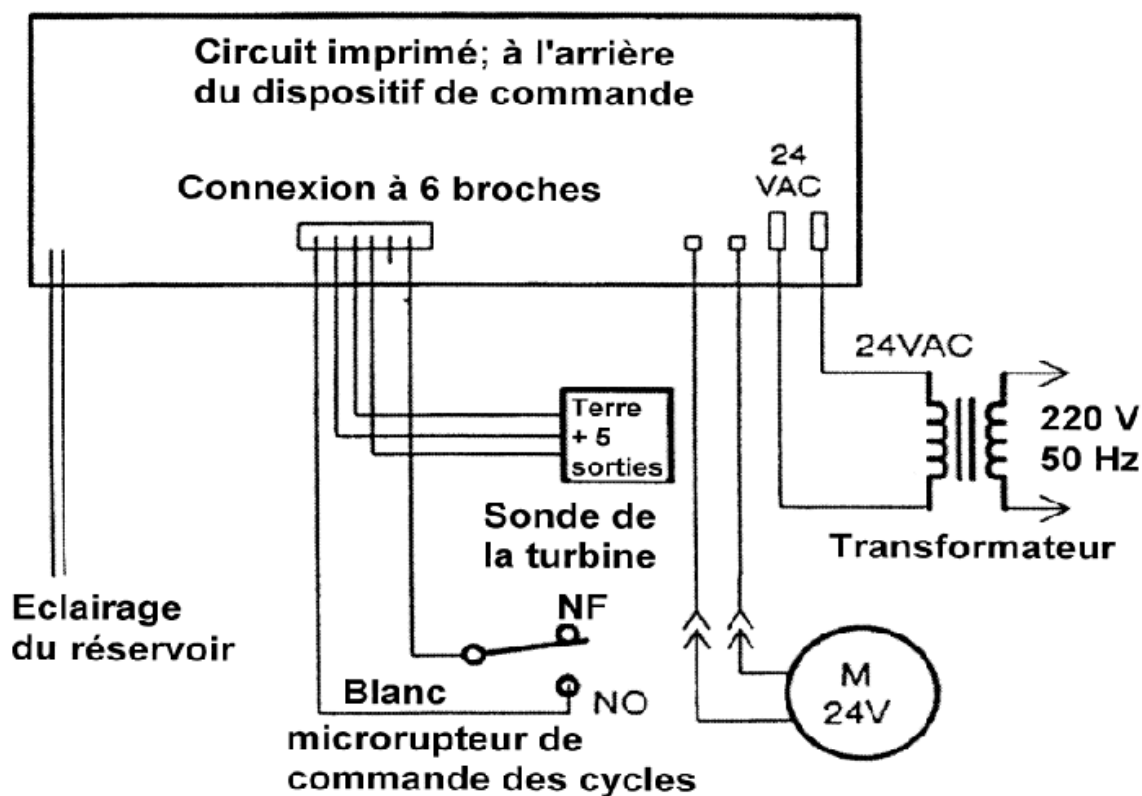 Circuit imprimé; à l'arrière
du dispositif de commande
24
VAC
Connexion à 6 broches
24VAC
220 V
50 Hz
Transformateur
Terre
+ 5
sorties
Sonde de
la turbine
Eclairage
du réservoir
NF
Blanc
NO
microrupteur de
commande des cycles
M
24V